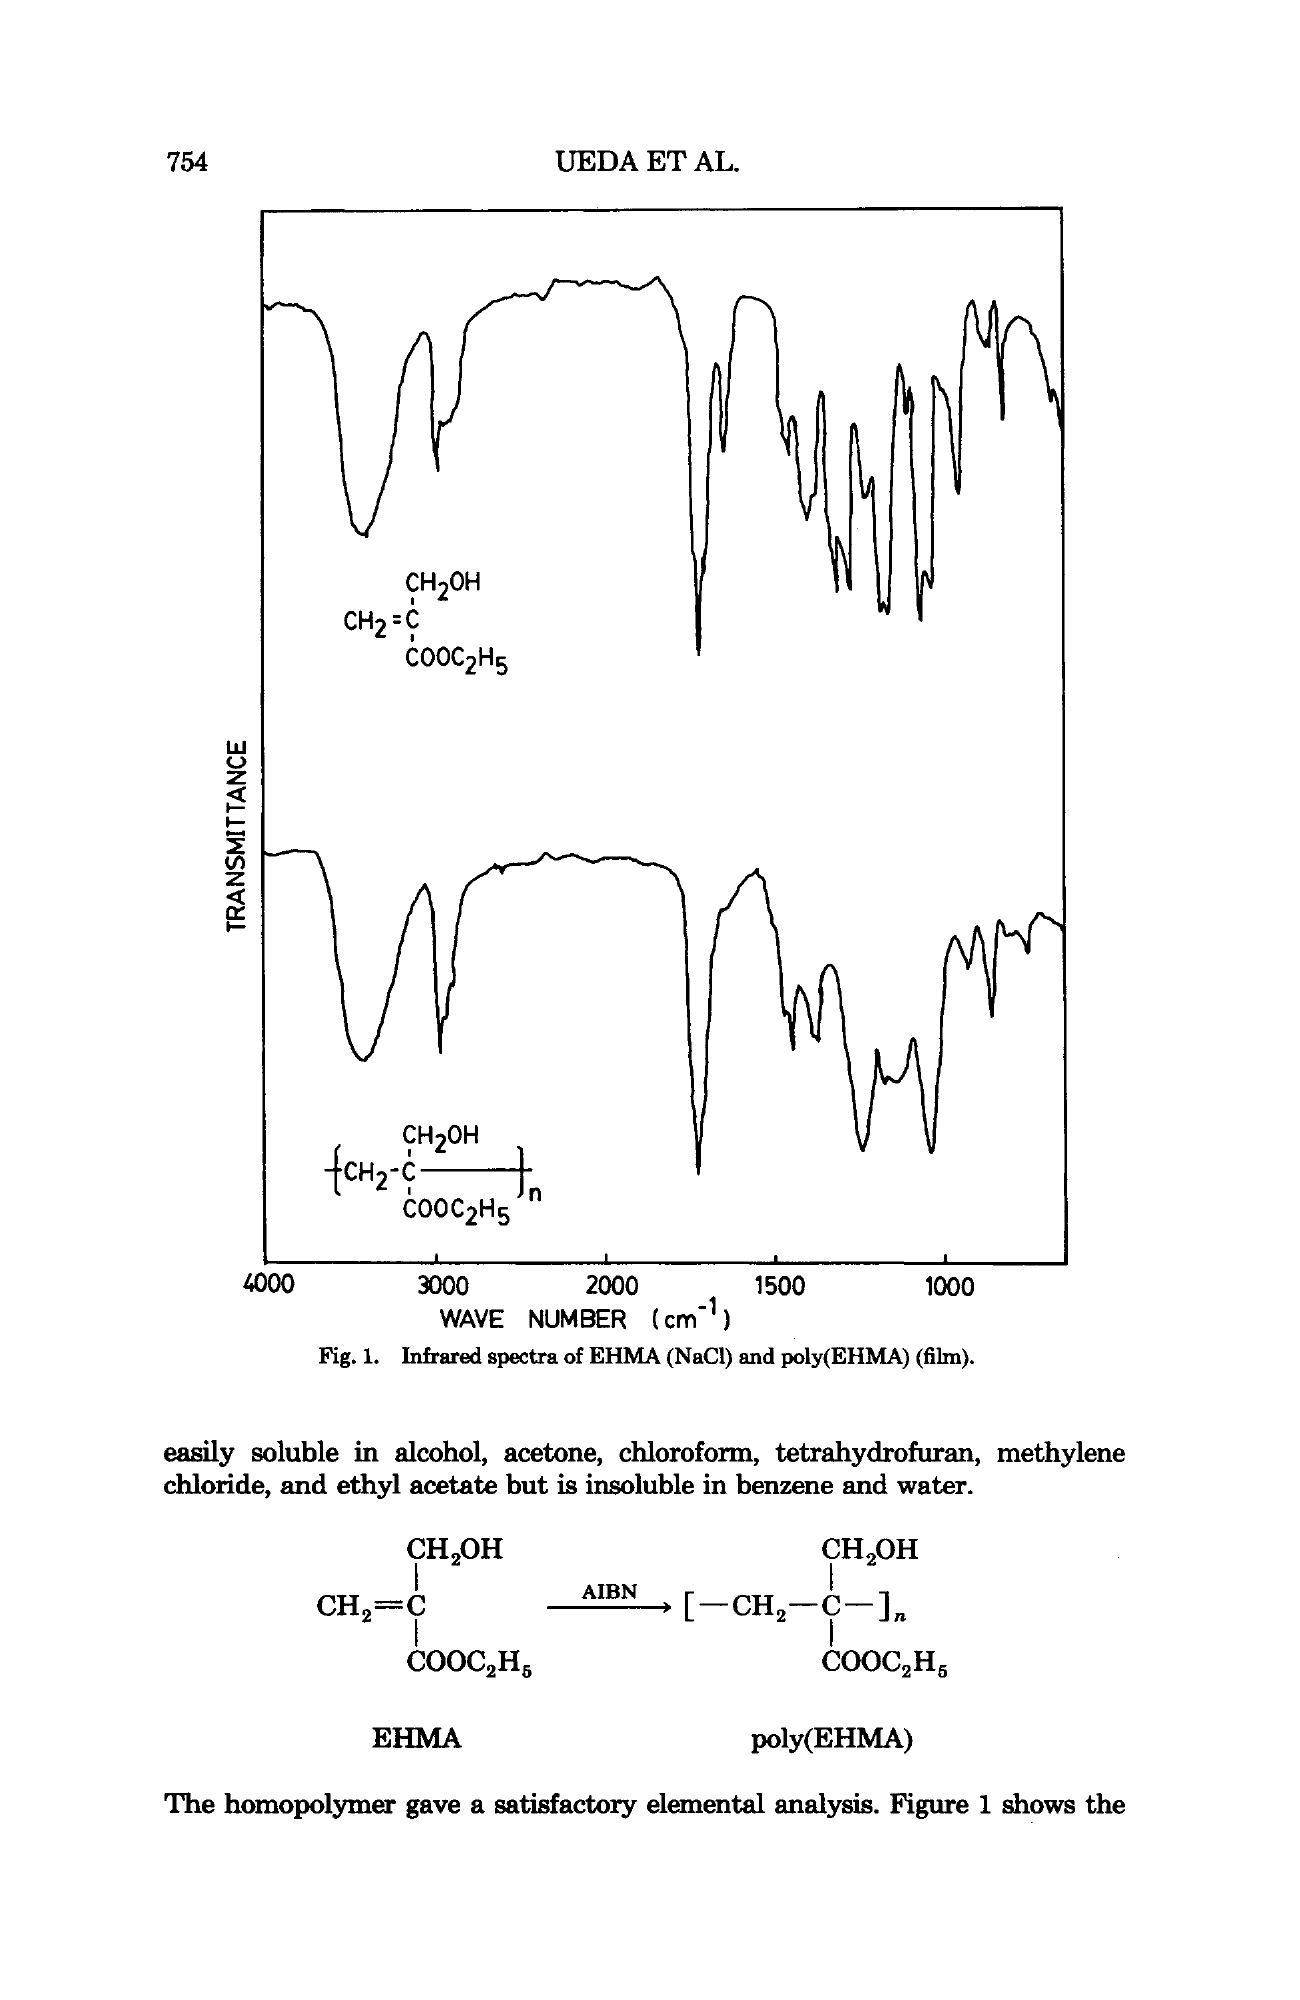 754
UEDA ET AL.
CH₂OH
CH₂=C
COOC₂H₅
TRANSMITTANCE
CH₂OH
{CH₂-C}n
COOC₂H₅
4000 3000 2000 1500 1000
WAVE NUMBER (cm⁻¹)
Fig. 1. Infrared spectra of EHMA (NaCl) and poly(EHMA) (film).
easily soluble in alcohol, acetone, chloroform, tetrahydrofuran, methylene
chloride, and ethyl acetate but is insoluble in benzene and water.
CH₂OH CH₂OH
CH₂=C AIBN → [—CH₂—C—]n
COOC₂H₅ COOC₂H₅
EHMA poly(EHMA)
The homopolymer gave a satisfactory elemental analysis. Figure 1 shows the